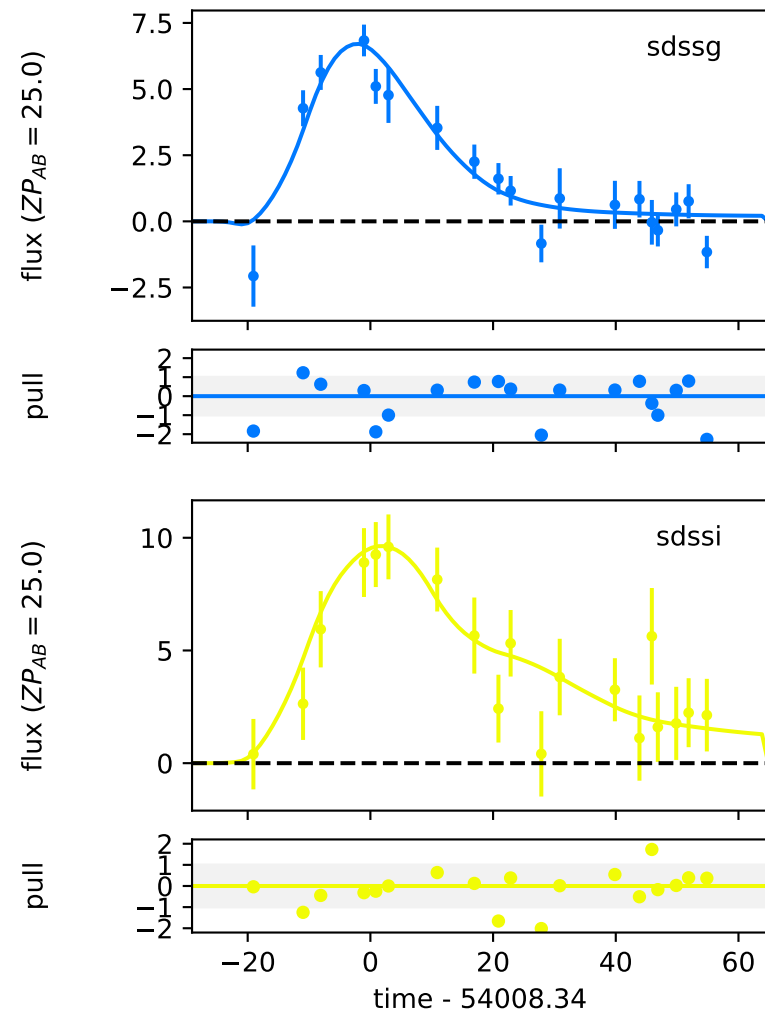 7.5
sdssg
5.0
2.5
0.0
−2.5
flux (ZP_AB = 25.0)
2
1
0
−1
−2
pull
10
sdssi
5
0
flux (ZP_AB = 25.0)
2
1
0
−1
−2
pull
−20 0 20 40 60
time - 54008.34